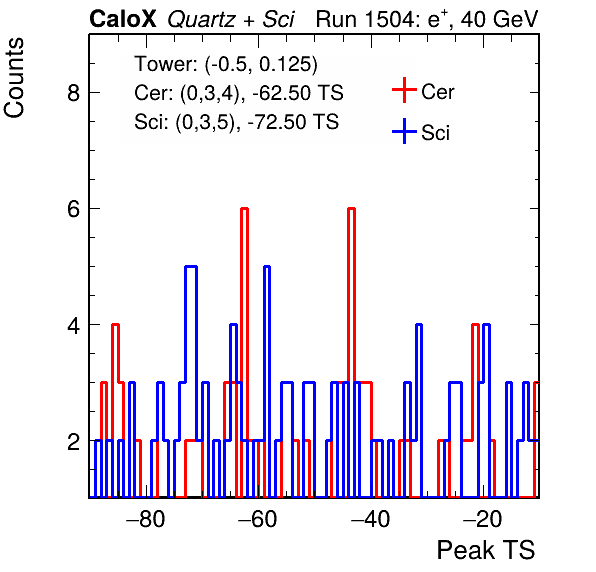 CaloX Quartz + Sci Run 1504: e+, 40 GeV
Tower: (-0.5, 0.125)
Cer: (0,3,4), -62.50 TS
Sci: (0,3,5), -72.50 TS
Cer
Sci
Counts
8
6
4
2
−80 −60 −40 −20
Peak TS